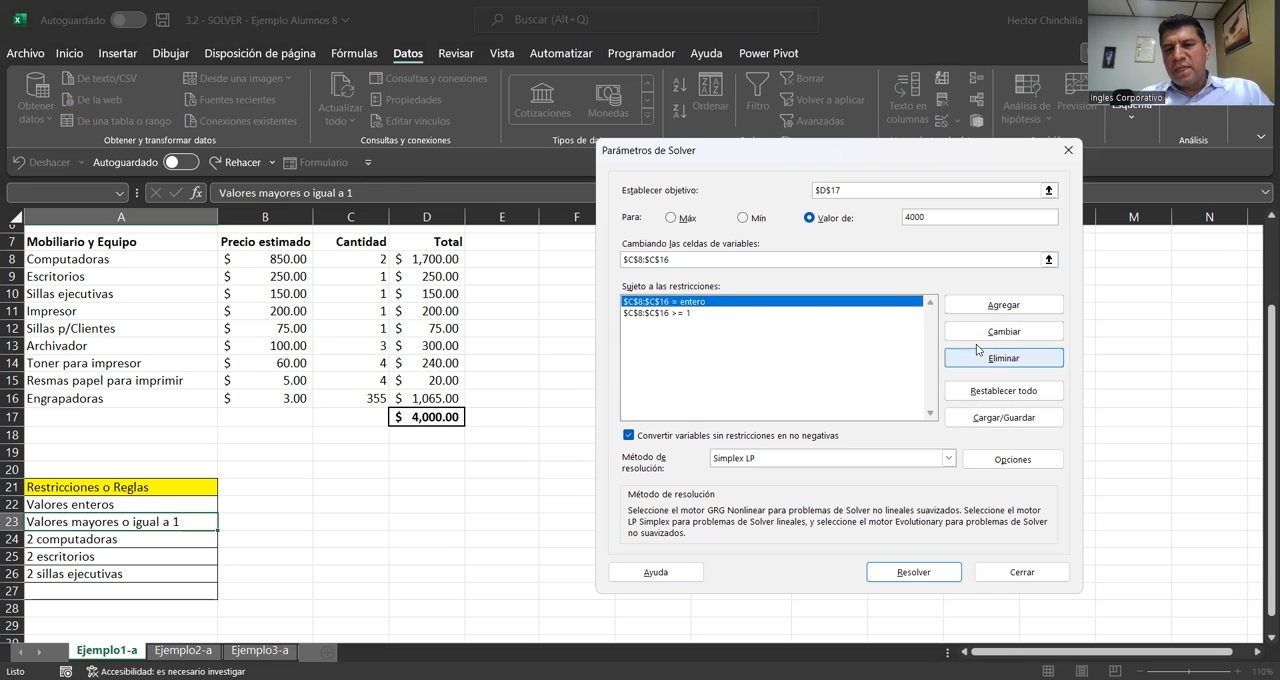 Autoguardado
3.2 - SOLVER - Ejemplo Alumnos 8
Buscar (Alt+Q)
Hector Chinchilla
Archivo Inicio Insertar Dibujar Disposición de página Fórmulas Datos Revisar Vista Automatizar Programador Ayuda Power Pivot
Obtener datos
De texto/CSV
De la web
De una tabla o rango
Desde una imagen
Fuentes recientes
Conexiones existentes
Obtener y transformar datos
Actualizar todo
Consultas y conexiones
Propiedades
Editar vínculos
Consultas y conexiones
Cotizaciones
Monedas
Tipos de da
Ordenar
Filtro
Borrar
Volver a aplicar
Avanzadas
Texto en columnas
Análisis de hipótesis
Previsión
Esquema
Análisis
Ingles Corporativo
Deshacer Autoguardado Rehacer Formulario
fx Valores mayores o igual a 1
A B C D E F M N
7 Mobiliario y Equipo Precio estimado Cantidad Total
8 Computadoras $ 850.00 2 $ 1,700.00
9 Escritorios $ 250.00 1 $ 250.00
10 Sillas ejecutivas $ 150.00 1 $ 150.00
11 Impresor $ 200.00 1 $ 200.00
12 Sillas p/Clientes $ 75.00 1 $ 75.00
13 Archivador $ 100.00 3 $ 300.00
14 Toner para impresor $ 60.00 4 $ 240.00
15 Resmas papel para imprimir $ 5.00 4 $ 20.00
16 Engrapadoras $ 3.00 355 $ 1,065.00
17 $ 4,000.00
18
19
20
21 Restricciones o Reglas
22 Valores enteros
23 Valores mayores o igual a 1
24 2 computadoras
25 2 escritorios
26 2 sillas ejecutivas
27
28
29
Parámetros de Solver
Establecer objetivo: $D$17
Para: Máx Mín Valor de: 4000
Cambiando las celdas de variables:
$C$8:$C$16
Sujeto a las restricciones:
$C$8:$C$16 = entero
$C$8:$C$16 >= 1
Agregar
Cambiar
Eliminar
Restablecer todo
Cargar/Guardar
Convertir variables sin restricciones en no negativas
Método de resolución: Simplex LP Opciones
Método de resolución
Seleccione el motor GRG Nonlinear para problemas de Solver no lineales suavizados. Seleccione el motor
LP Simplex para problemas de Solver lineales, y seleccione el motor Evolutionary para problemas de Solver
no suavizados.
Ayuda Resolver Cerrar
Ejemplo1-a Ejemplo2-a Ejemplo3-a
Listo Accesibilidad: es necesario investigar 110%